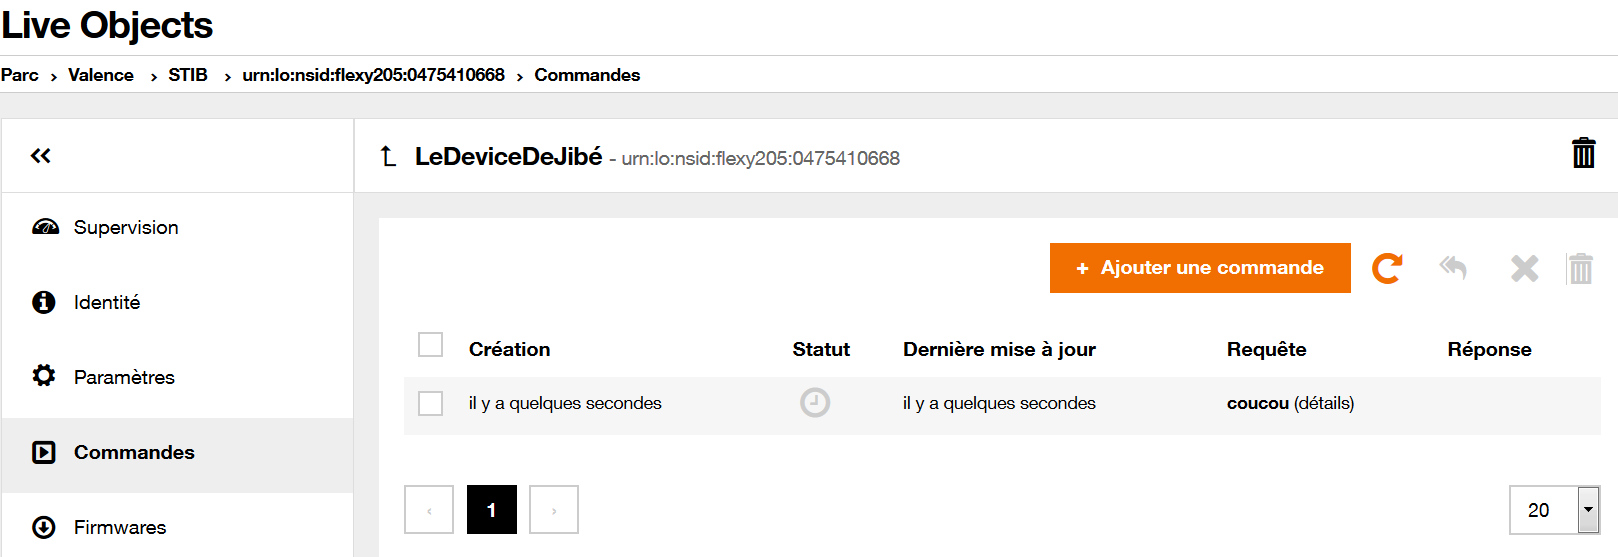 Live Objects
Parc › Valence › STIB › urn:lo:nsid:flexy205:0475410668 › Commandes
LeDeviceDeJibé - urn:lo:nsid:flexy205:0475410668
Supervision
Identité
Paramètres
Commandes
Firmwares
+ Ajouter une commande
Création Statut Dernière mise à jour Requête Réponse
il y a quelques secondes il y a quelques secondes coucou (détails)
‹ 1 › 20